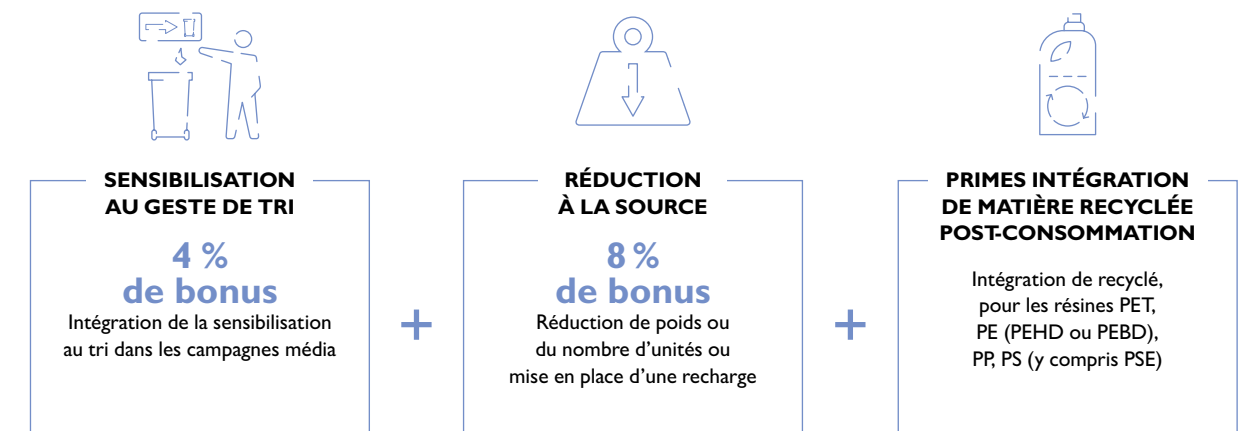 SENSIBILISATION
AU GESTE DE TRI
4 %
de bonus
Intégration de la sensibilisation
au tri dans les campagnes média
+
RÉDUCTION
À LA SOURCE
8 %
de bonus
Réduction de poids ou
du nombre d’unités ou
mise en place d’une recharge
+
PRIMES INTÉGRATION
DE MATIÈRE RECYCLÉE
POST-CONSOMMATION
Intégration de recyclé,
pour les résines PET,
PE (PEHD ou PEBD),
PP, PS (y compris PSE)